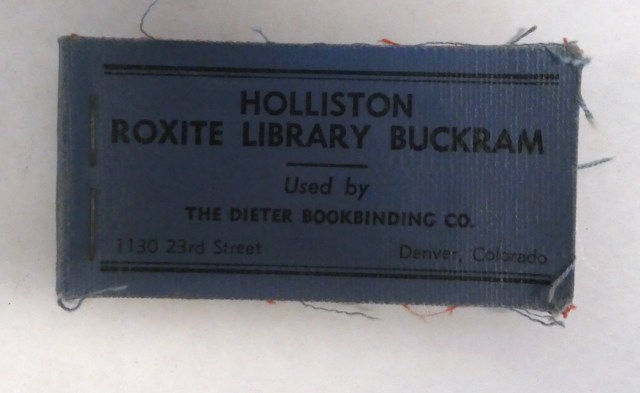 HOLLISTON
ROXITE LIBRARY BUCKRAM
Used by
THE DIETER BOOKBINDING CO.
1130 23rd Street Denver, Colorado